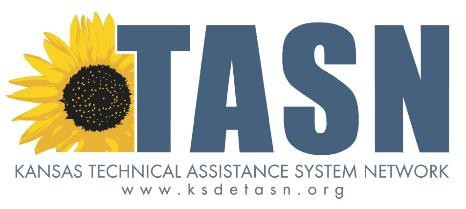 TASN
KANSAS TECHNICAL ASSISTANCE SYSTEM NETWORK
www.ksdetasn.org